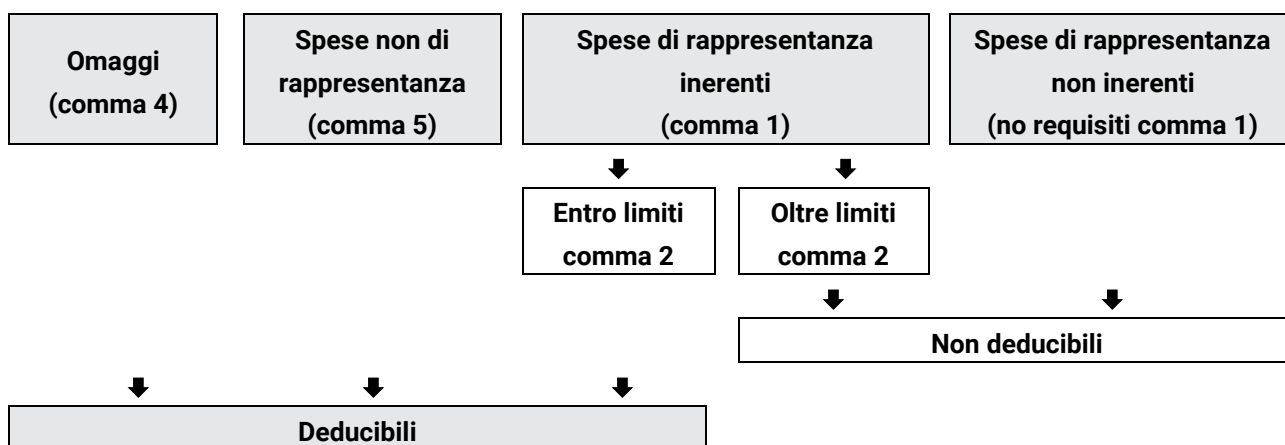 Omaggi
(comma 4)
Spese non di
rappresentanza
(comma 5)
Spese di rappresentanza
inerenti
(comma 1)
Spese di rappresentanza
non inerenti
(no requisiti comma 1)
Entro limiti
comma 2
Oltre limiti
comma 2
Non deducibili
Deducibili